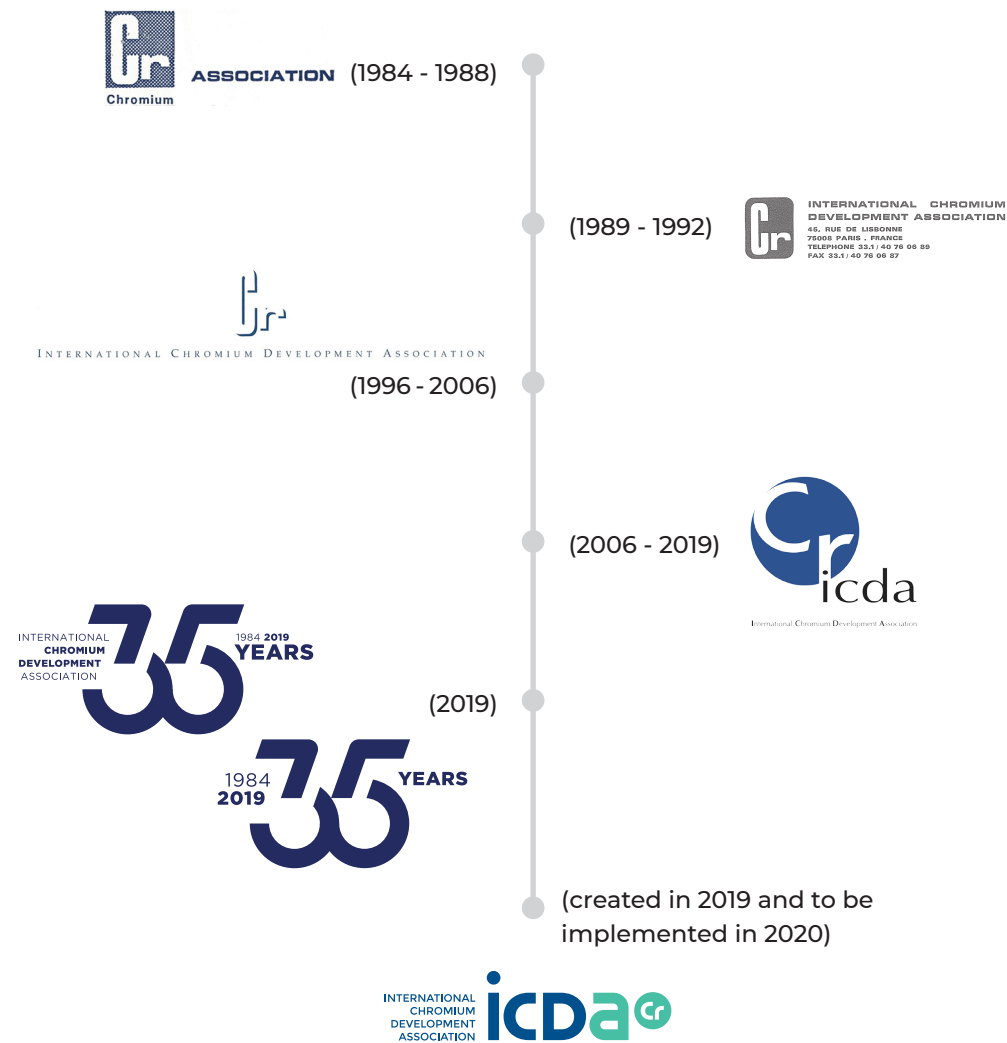 Cr
Chromium
ASSOCIATION (1984 - 1988)
(1989 - 1992)
Cr
INTERNATIONAL CHROMIUM
DEVELOPMENT ASSOCIATION
45, RUE DE LISBONNE
75008 PARIS . FRANCE
TELEPHONE 33.1 / 40 76 06 89
FAX 33.1 / 40 76 06 87
Cr
INTERNATIONAL CHROMIUM DEVELOPMENT ASSOCIATION
(1996 - 2006)
(2006 - 2019)
Cr
icda
International Chromium Development Association
INTERNATIONAL
CHROMIUM
DEVELOPMENT
ASSOCIATION
35
1984 2019
YEARS
(2019)
1984
2019
35
YEARS
(created in 2019 and to be
implemented in 2020)
INTERNATIONAL
CHROMIUM
DEVELOPMENT
ASSOCIATION
iCDa
Cr